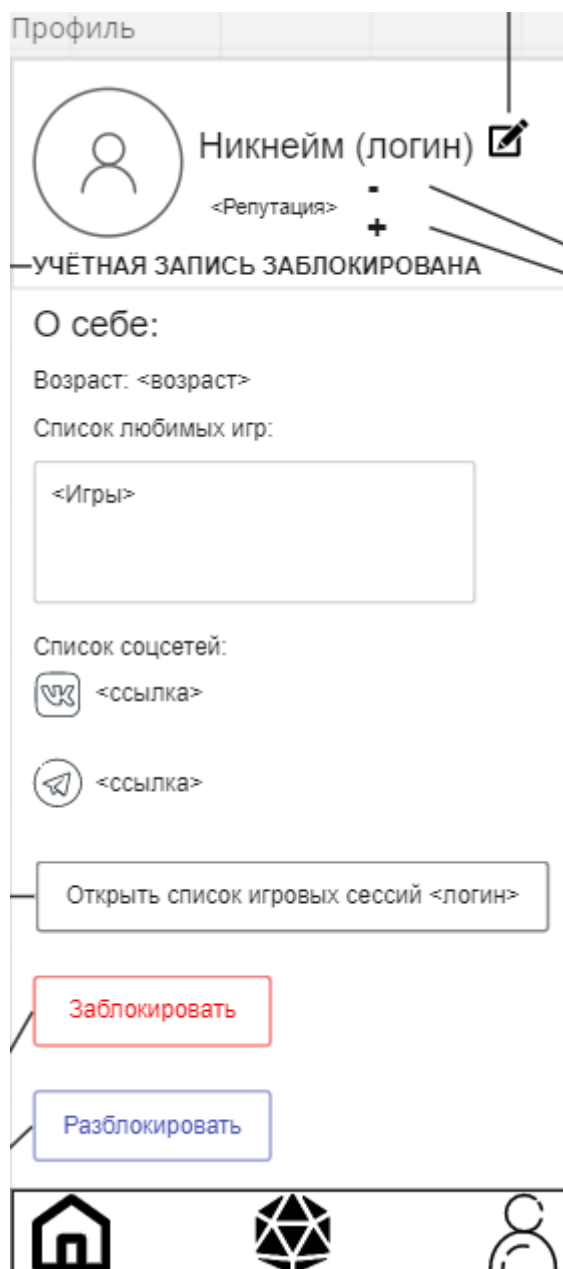 Профиль
Никнейм (логин)
-
<Репутация>
+
УЧЁТНАЯ ЗАПИСЬ ЗАБЛОКИРОВАНА
О себе:
Возраст: <возраст>
Список любимых игр:
<Игры>
Список соцсетей:
<ссылка>
<ссылка>
Открыть список игровых сессий <логин>
Заблокировать
Разблокировать